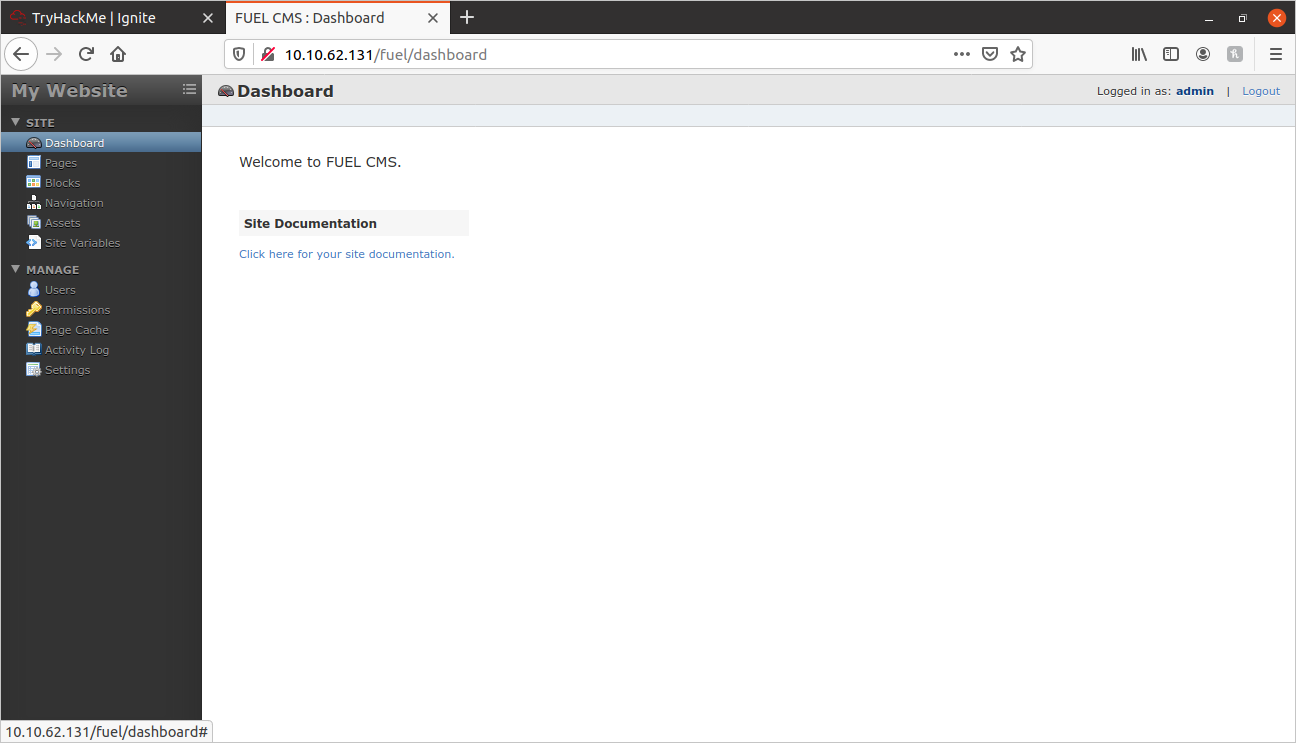 TryHackMe | Ignite
FUEL CMS : Dashboard
10.10.62.131/fuel/dashboard
My Website
Dashboard
Logged in as: admin | Logout
SITE
Dashboard
Pages
Blocks
Navigation
Assets
Site Variables
MANAGE
Users
Permissions
Page Cache
Activity Log
Settings
Welcome to FUEL CMS.
Site Documentation
Click here for your site documentation.
10.10.62.131/fuel/dashboard#